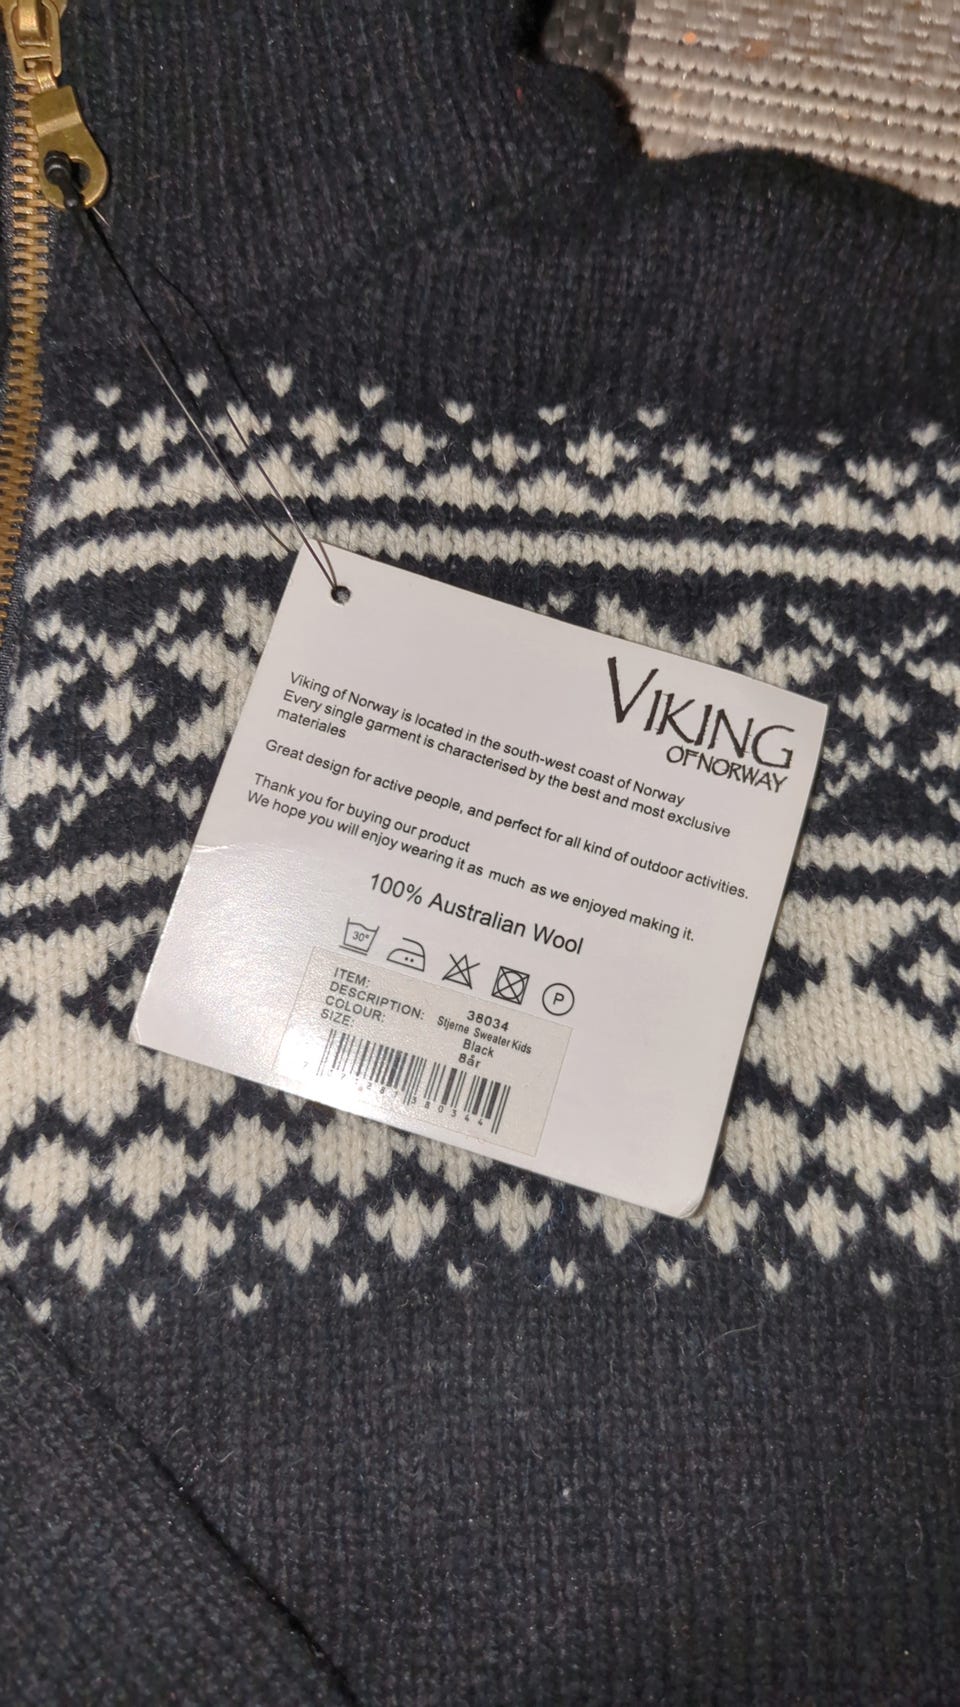 VIKING
OF NORWAY
Viking of Norway is located in the south-west coast of Norway
Every single garment is characterised by the best and most exclusive
materiales
Great design for active people, and perfect for all kind of outdoor activities.
Thank you for buying our product
We hope you will enjoy wearing it as much as we enjoyed making it.
100% Australian Wool
30°
P
ITEM: 38034
DESCRIPTION: Stjerne Sweater Kids
COLOUR: Black
SIZE: 8år